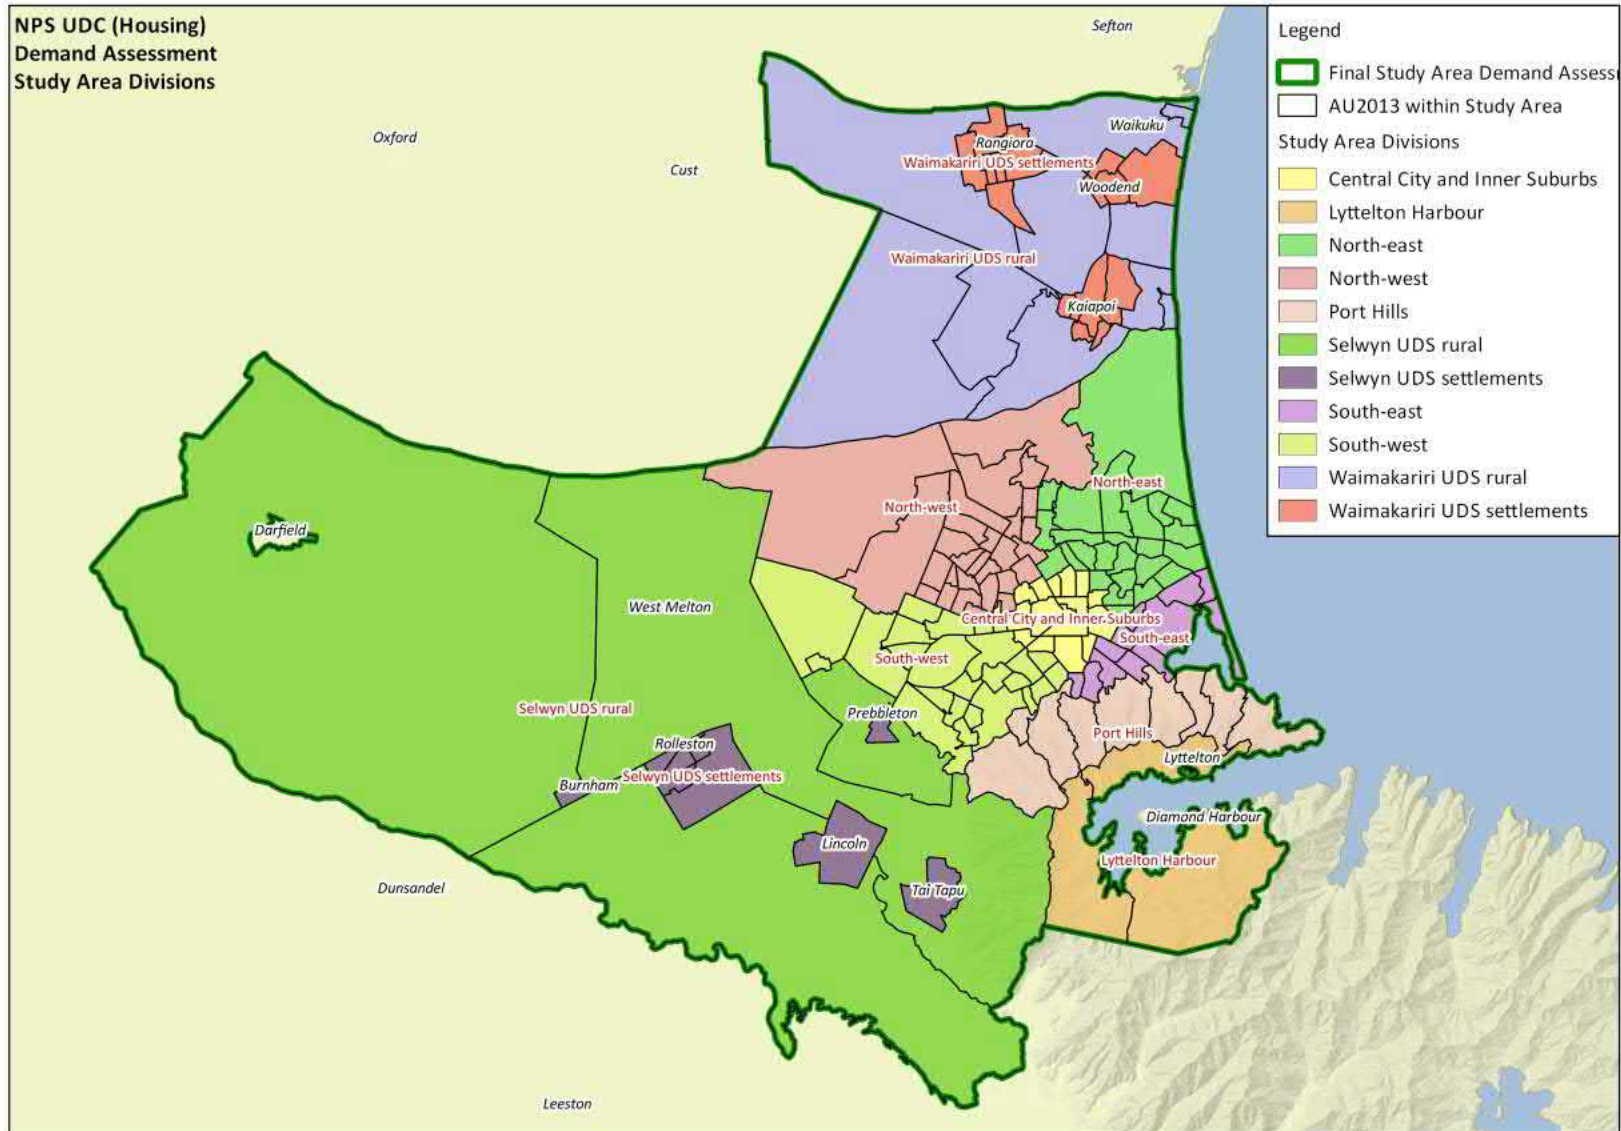 NPS UDC (Housing)
Demand Assessment
Study Area Divisions
Sefton
Oxford
Cust
Waikuku
Rangiora
Waimakariri UDS settlements
Woodend
Waimakariri UDS rural
Kaiapoi
North-east
North-west
Darfield
West Melton
Central City and Inner Suburbs
South-east
South-west
Selwyn UDS rural
Prebbleton
Port Hills
Rolleston
Lyttelton
Selwyn UDS settlements
Burnham
Diamond Harbour
Lincoln
Lyttelton Harbour
Dunsandel
Tai Tapu
Leeston
Legend
Final Study Area Demand Assess
AU2013 within Study Area
Study Area Divisions
Central City and Inner Suburbs
Lyttelton Harbour
North-east
North-west
Port Hills
Selwyn UDS rural
Selwyn UDS settlements
South-east
South-west
Waimakariri UDS rural
Waimakariri UDS settlements